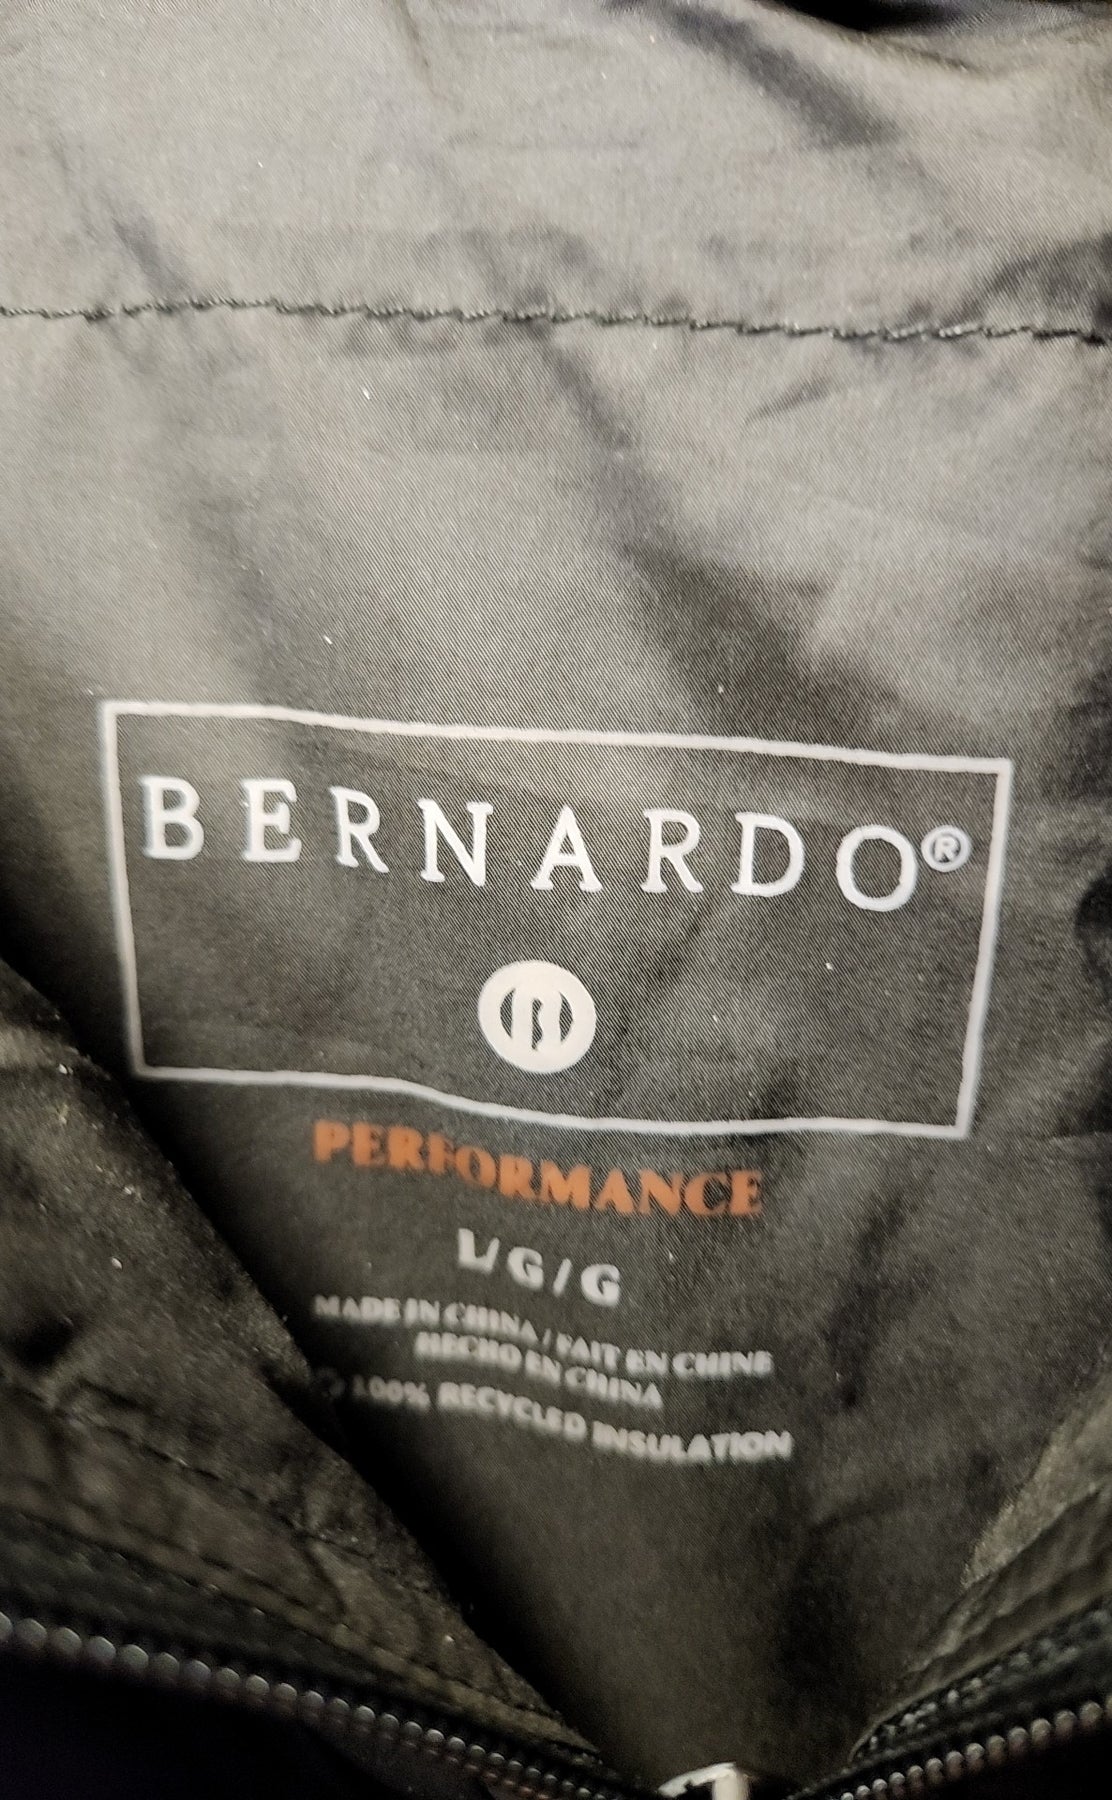 BERNARDO®
B
PERFORMANCE
L/G/G
MADE IN CHINA / FAIT EN CHINE
HECHO EN CHINA
100% RECYCLED INSULATION